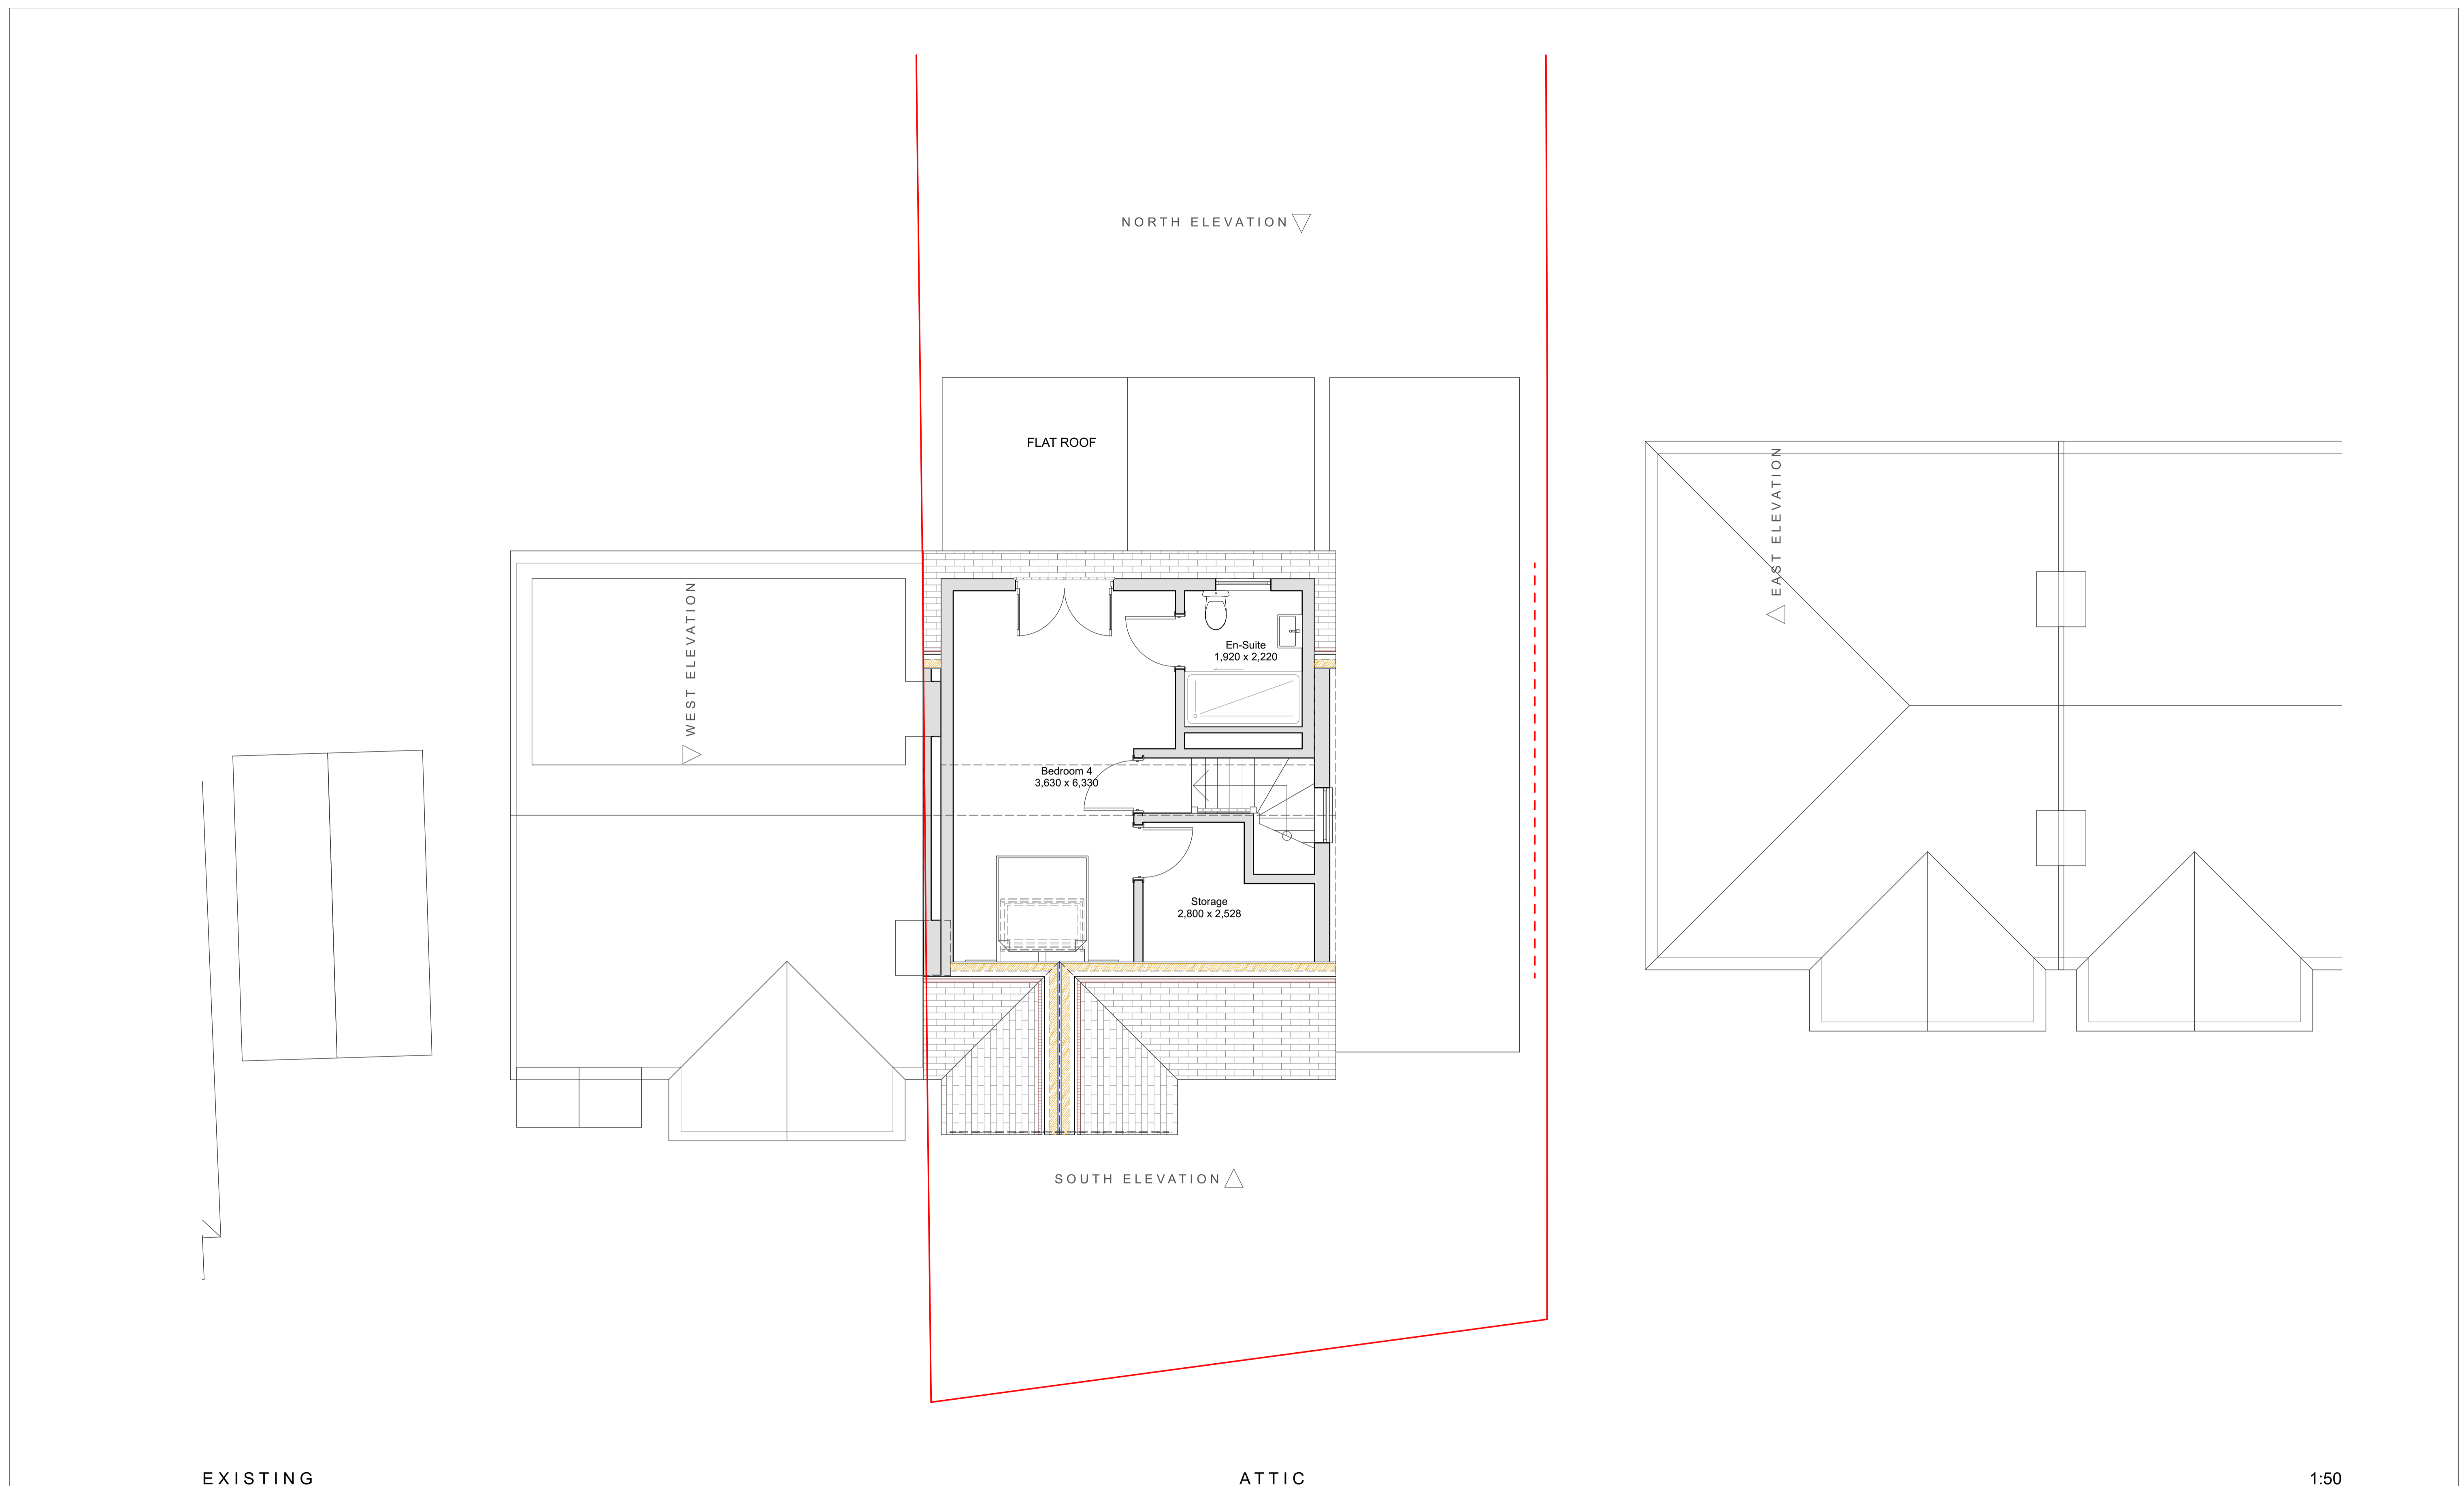 NORTH ELEVATION
FLAT ROOF
EAST ELEVATION
WEST ELEVATION
En-Suite
1,920 x 2,220
Bedroom 4
3,630 x 6,330
Storage
2,800 x 2,528
SOUTH ELEVATION
EXISTING
ATTIC
1:50